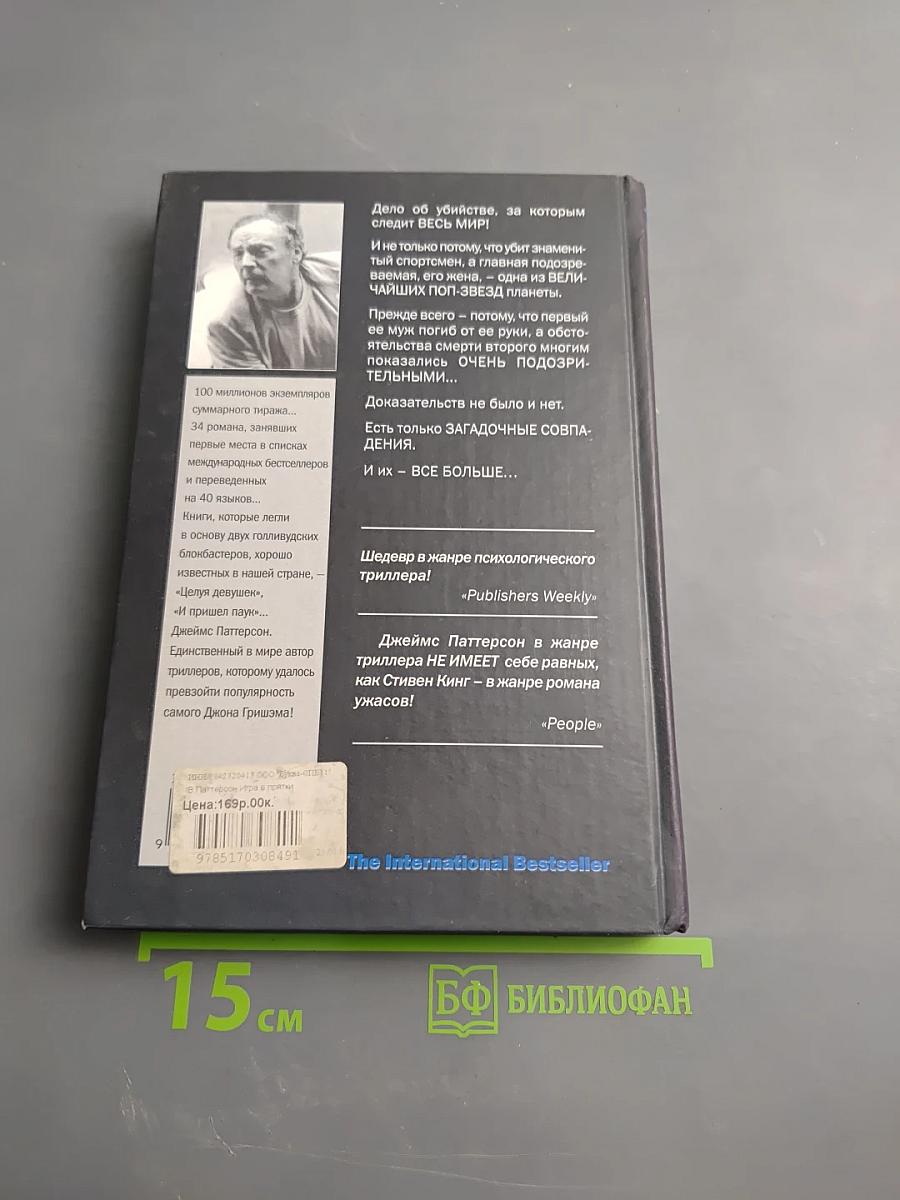 Дело об убийстве, за которым
следит ВЕСЬ МИР!
И не только потому, что убит знамени-
тый спортсмен, а главная подозре-
ваемая, его жена, – одна из ВЕЛИ-
ЧАЙШИХ ПОП-ЗВЕЗД планеты.
Прежде всего – потому, что первый
ее муж погиб от ее руки, а обсто-
ятельства смерти второго многим
показались ОЧЕНЬ ПОДОЗРИ-
ТЕЛЬНЫМИ...
Доказательств не было и нет.
Есть только ЗАГАДОЧНЫЕ СОВПА-
ДЕНИЯ.
И их – ВСЕ БОЛЬШЕ...
100 миллионов экземпляров
суммарного тиража...
34 романа, занявших
первые места в списках
международных бестселлеров
и переведенных
на 40 языков...
Книги, которые легли
в основу двух голливудских
блокбастеров, хорошо
известных в нашей стране, –
«Целуя девушек»,
«И пришел паук»...
Джеймс Паттерсон.
Единственный в мире автор
триллеров, которому удалось
превзойти популярность
самого Джона Гришэма!
Шедевр в жанре психологического
триллера!
«Publishers Weekly»
Джеймс Паттерсон в жанре
триллера НЕ ИМЕЕТ себе равных,
как Стивен Кинг – в жанре романа
ужасов!
«People»
ООО
Паттерсон Игра в прятки
Цена:169р.00к.
9785170308491
9
The International Bestseller
15 см
БФ БИБЛИОФАН